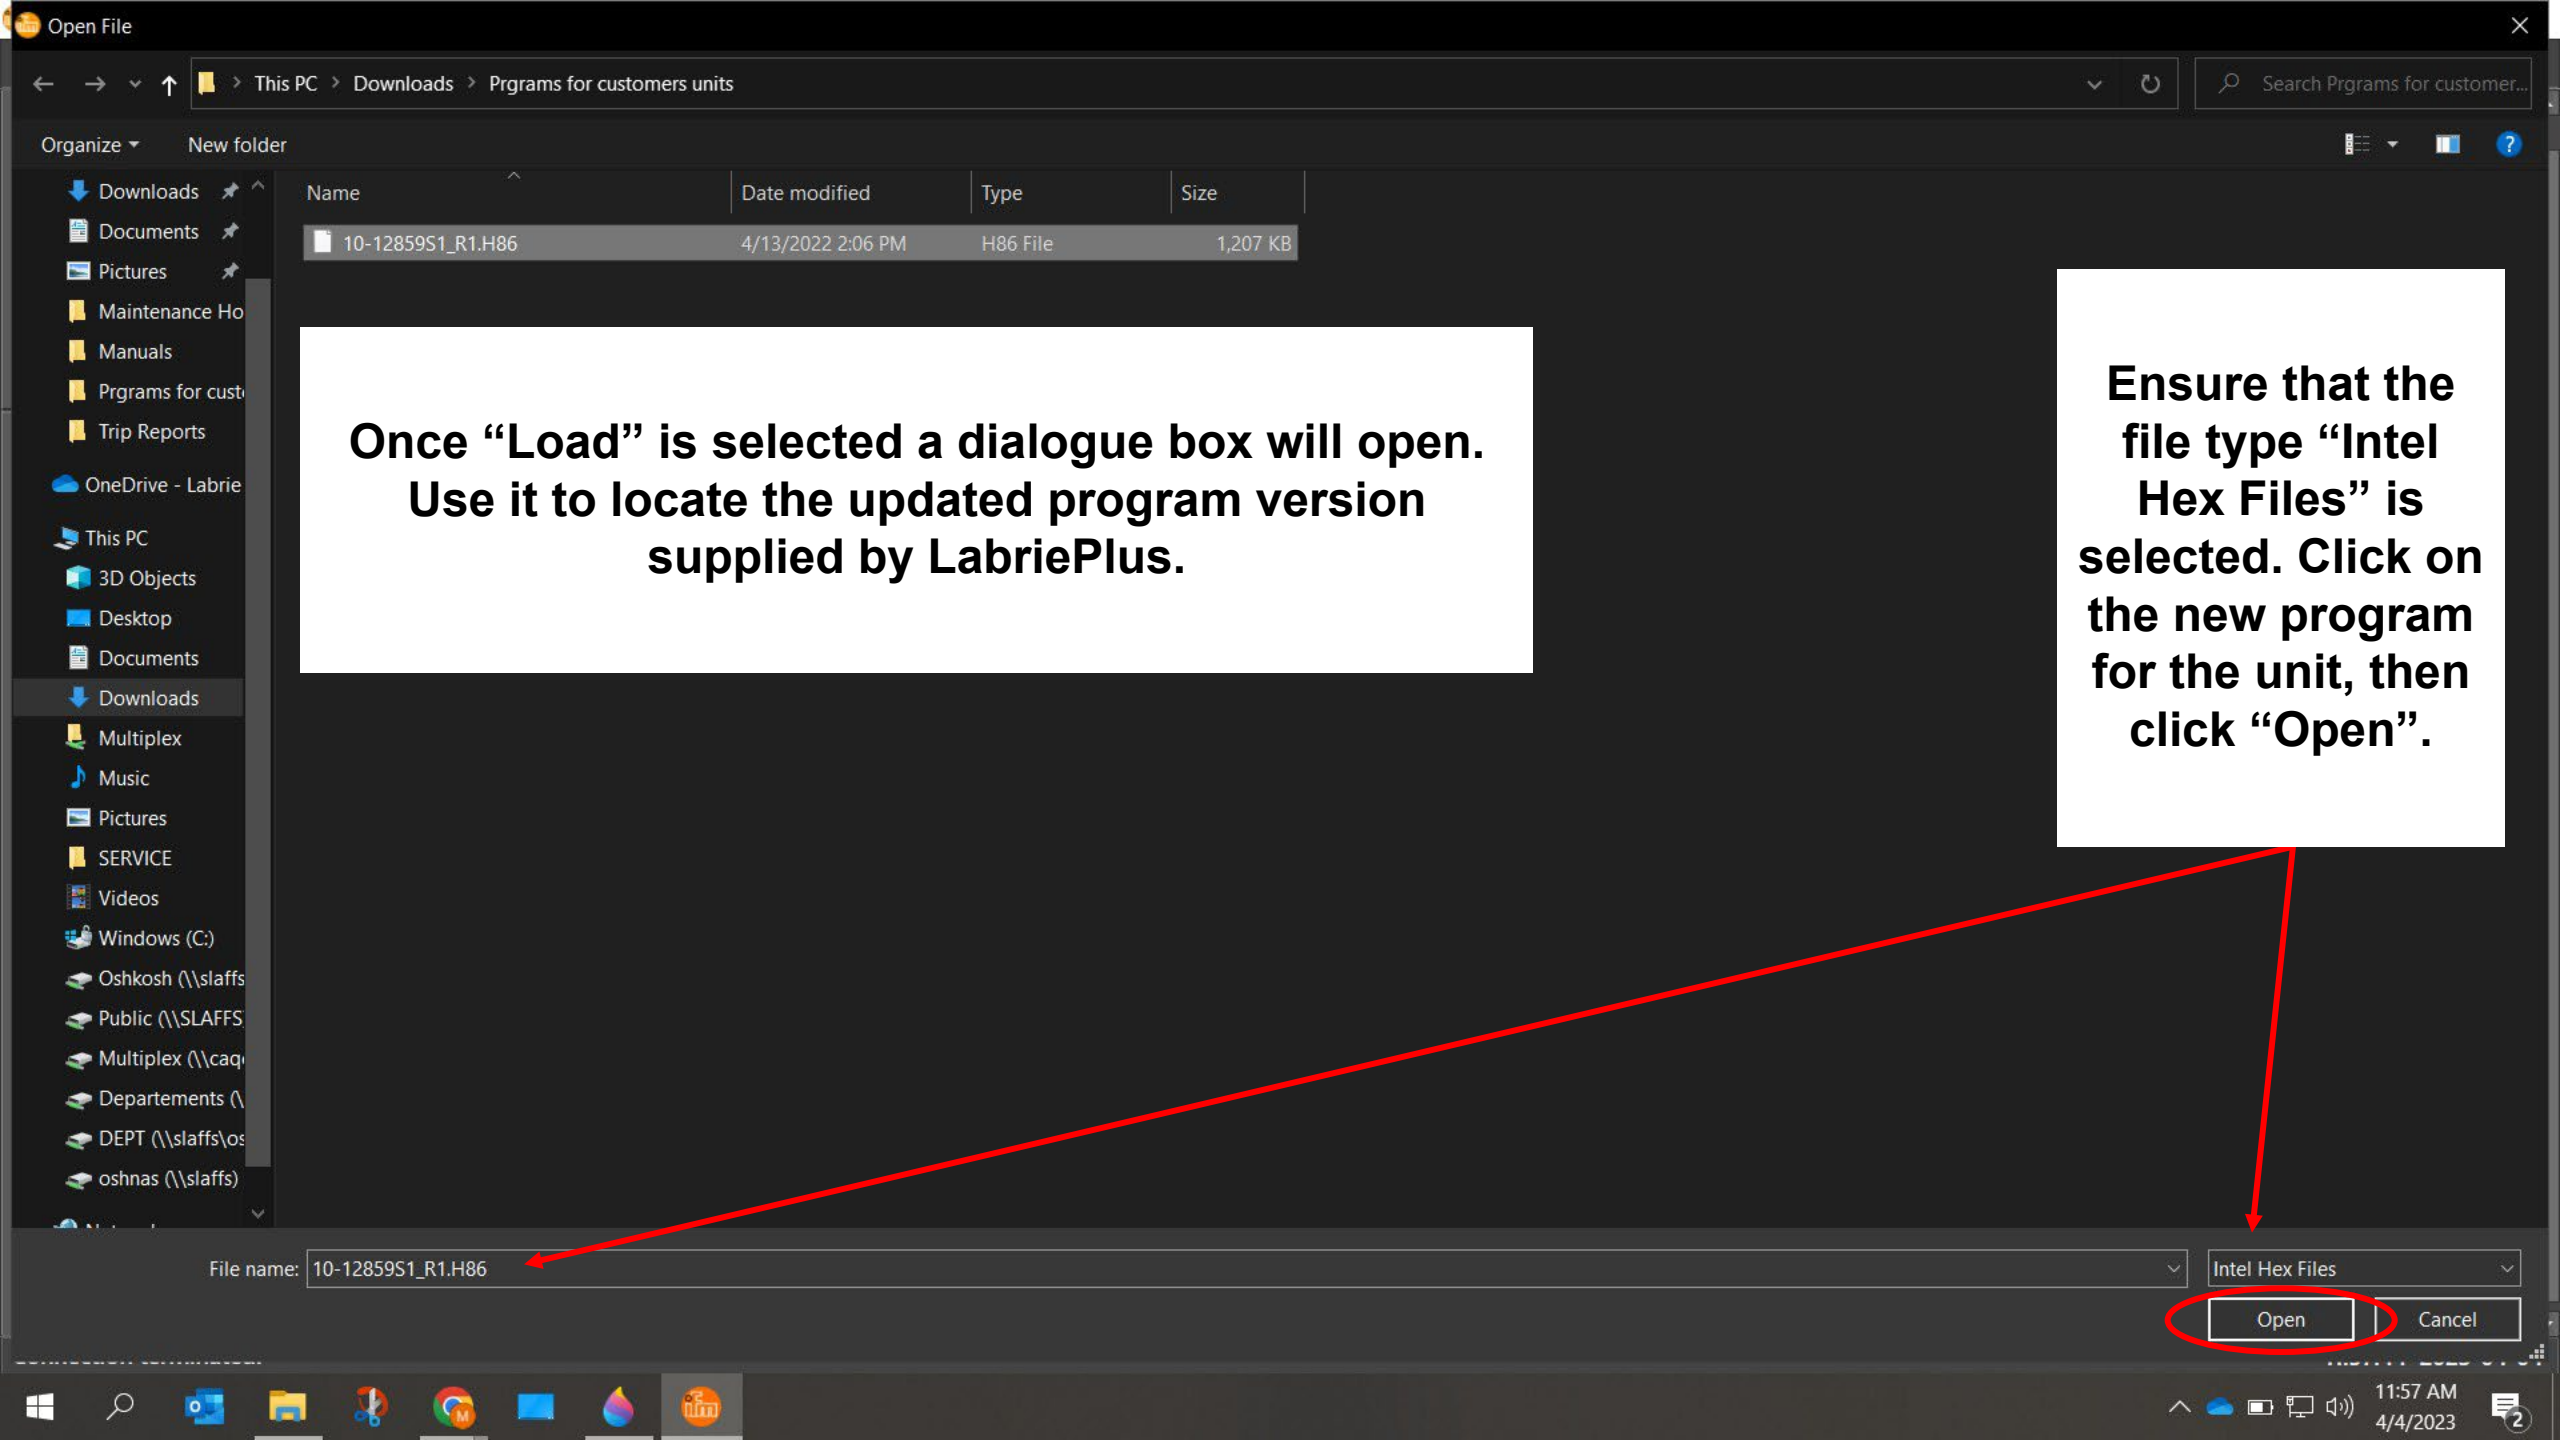 Open File
This PC > Downloads > Prgrams for customers units
Search Prgrams for customer...
Organize
New folder
Name
Date modified
Type
Size
10-12859S1_R1.H86
4/13/2022 2:06 PM
H86 File
1,207 KB
Downloads
Documents
Pictures
Maintenance Ho
Manuals
Prgrams for cust
Trip Reports
OneDrive - Labrie
This PC
3D Objects
Desktop
Documents
Downloads
Multiplex
Music
Pictures
SERVICE
Videos
Windows (C:)
Oshkosh (\\slaffs
Public (\\SLAFFS
Multiplex (\\caq
Departements (\
DEPT (\\slaffs\os
oshnas (\\slaffs)
Once “Load” is selected a dialogue box will open.
Use it to locate the updated program version
supplied by LabriePlus.
Ensure that the
file type “Intel
Hex Files” is
selected. Click on
the new program
for the unit, then
click “Open”.
File name:
10-12859S1_R1.H86
Intel Hex Files
Open
Cancel
ifm
11:57 AM
4/4/2023
2